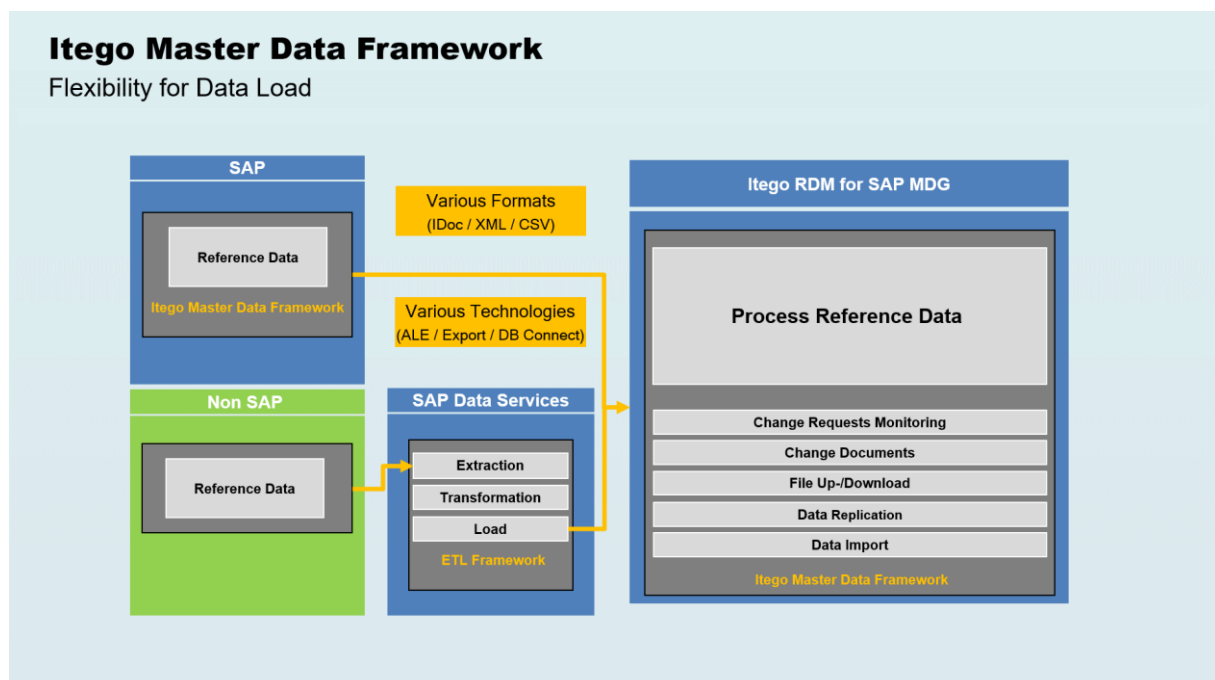 Itego Master Data Framework
Flexibility for Data Load
SAP
Reference Data
Itego Master Data Framework
Various Formats
(IDoc / XML / CSV)
Various Technologies
(ALE / Export / DB Connect)
Non SAP
Reference Data
SAP Data Services
Extraction
Transformation
Load
ETL Framework
Itego RDM for SAP MDG
Process Reference Data
Change Requests Monitoring
Change Documents
File Up-/Download
Data Replication
Data Import
Itego Master Data Framework